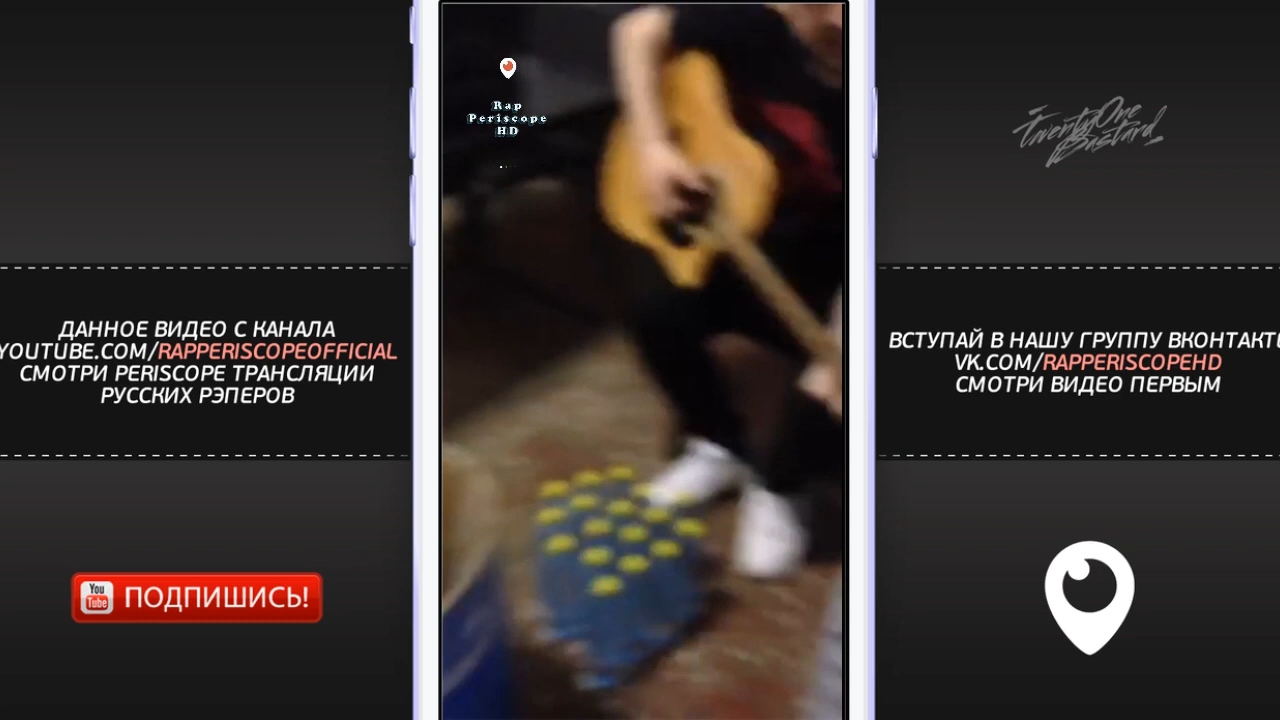 ДАННОЕ ВИДЕО С КАНАЛА
YOUTUBE.COM/RAPPERISCOPEOFFICIAL
СМОТРИ PERISCOPE ТРАНСЛЯЦИИ
РУССКИХ РЭПЕРОВ
You
Tube
ПОДПИШИСЬ!
Rap
Periscope
HD
TwentyOne
Bastard
ВСТУПАЙ В НАШУ ГРУППУ ВКОНТАКТЕ
VK.COM/RAPPERISCOPEHD
СМОТРИ ВИДЕО ПЕРВЫМ